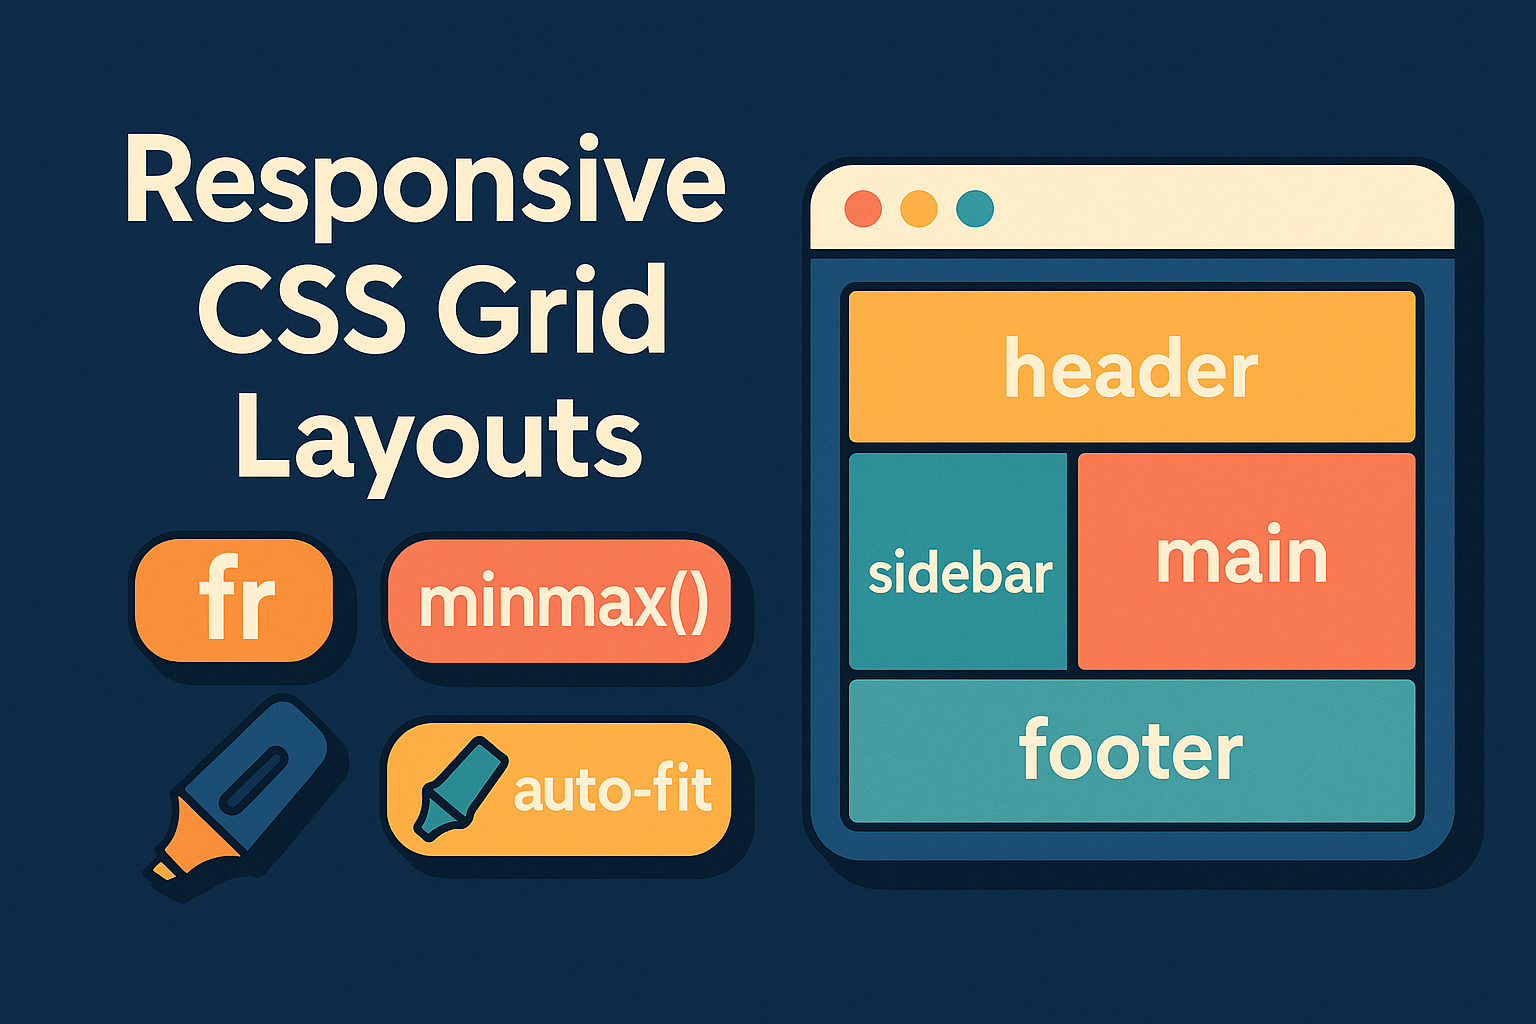 Responsive
CSS Grid
Layouts
fr
minmax()
auto-fit
header
sidebar
main
footer